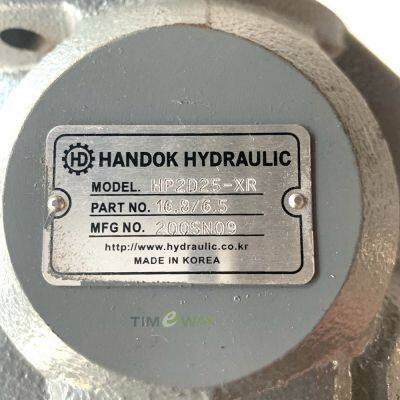 HD HANDOK HYDRAULIC
MODEL. HP2D25-XR
PART NO. 16.8/6.5
MFG NO. 200SN09
http://www.hydraulic.co.kr
MADE IN KOREA
TIMeWAY